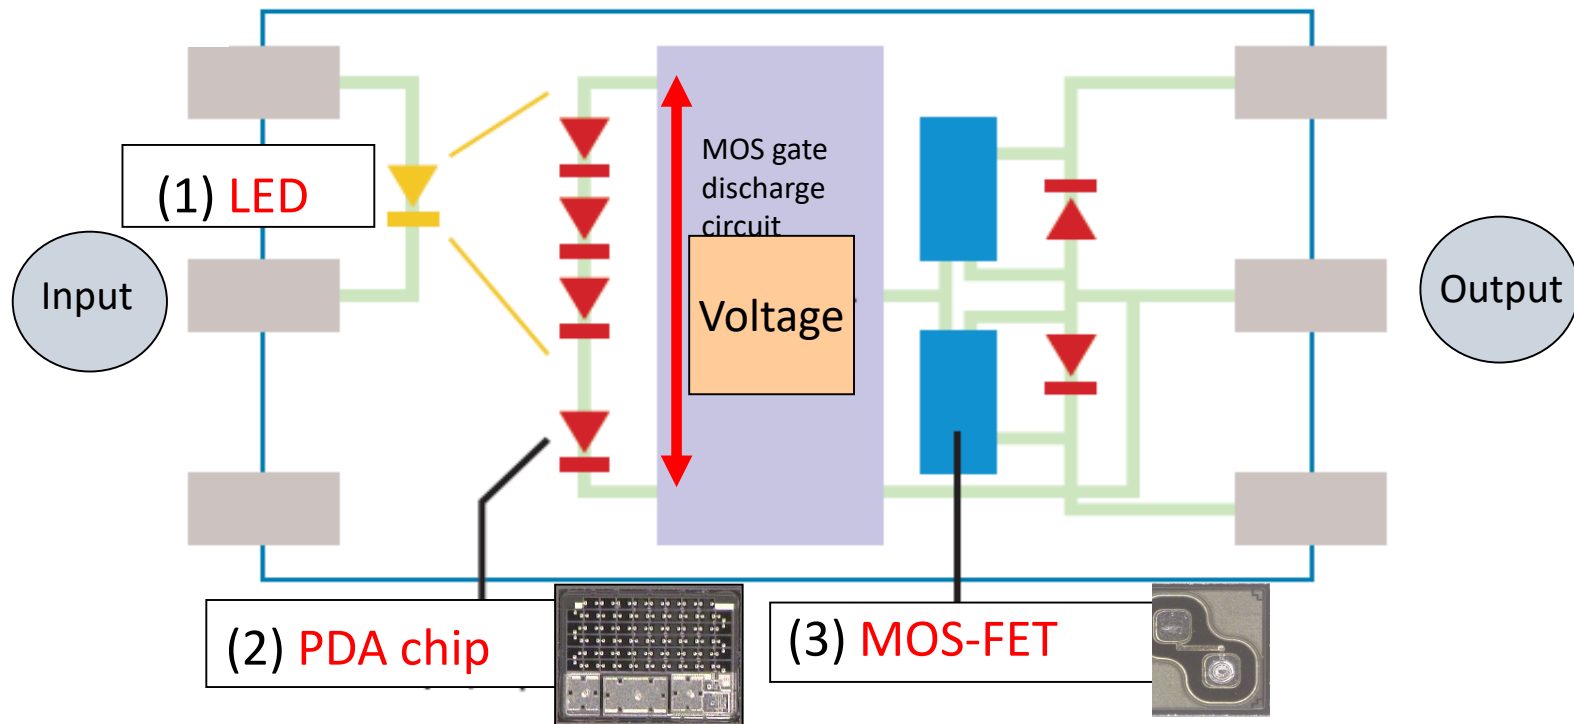 MOS gate
discharge
circuit
(1) LED
Input
Voltage
Output
(2) PDA chip
(3) MOS-FET